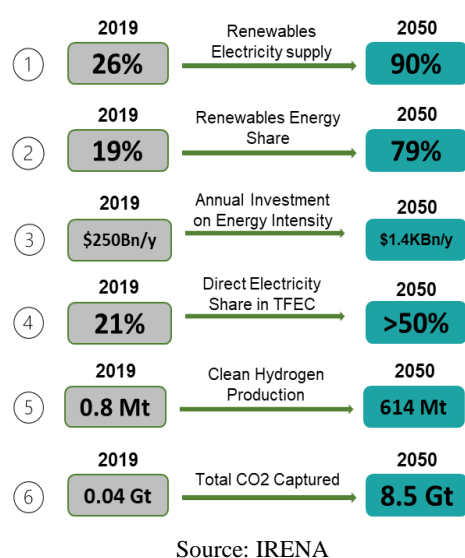 2019 Renewables 2050
1 26% Electricity supply 90%
2019 Renewables Energy 2050
2 19% Share 79%
2019 Annual Investment 2050
3 $250Bn/y on Energy Intensity $1.4KBn/y
2019 Direct Electricity 2050
4 21% Share in TFEC >50%
2019 Clean Hydrogen 2050
5 0.8 Mt Production 614 Mt
2019 2050
6 0.04 Gt Total CO2 Captured 8.5 Gt
Source: IRENA